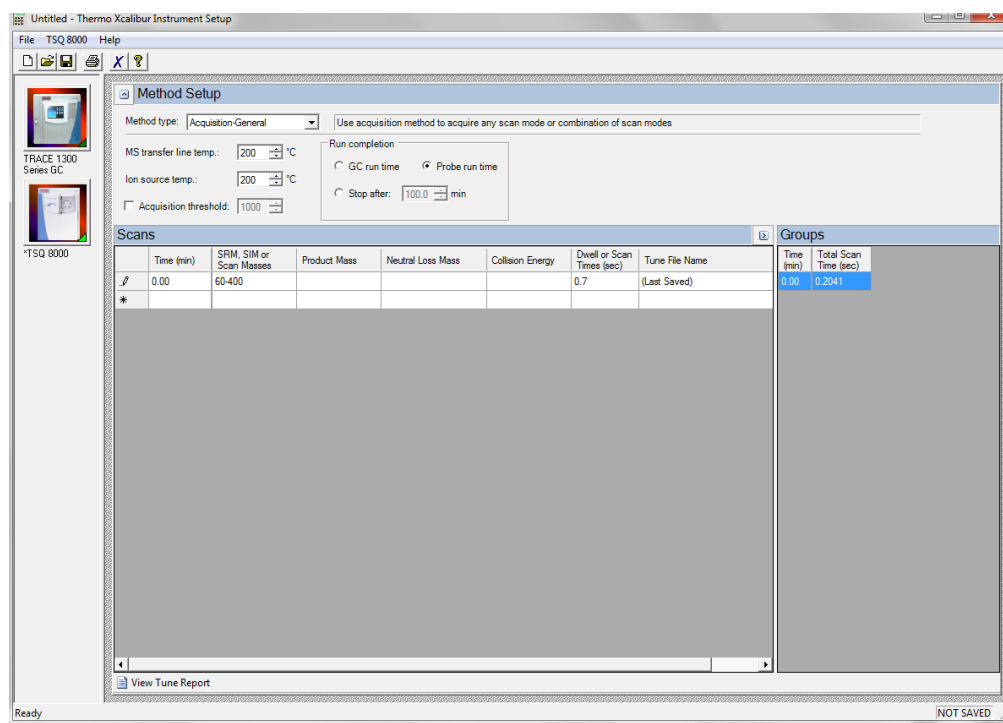 Untitled - Thermo Xcalibur Instrument Setup
File TSQ 8000 Help
TRACE 1300
Series GC
*TSQ 8000
Method Setup
Method type: Acquisition-General Use acquisition method to acquire any scan mode or combination of scan modes
MS transfer line temp.: 200 °C
Ion source temp.: 200 °C
Acquisition threshold: 1000
Run completion
GC run time Probe run time
Stop after: 100.0 min
Scans
Time (min) SRM, SIM or Scan Masses Product Mass Neutral Loss Mass Collision Energy Dwell or Scan Times (sec) Tune File Name
0.00 60-400 0.7 (Last Saved)
*
Groups
Time (min) Total Scan Time (sec)
0.00 0.2041
View Tune Report
Ready NOT SAVED